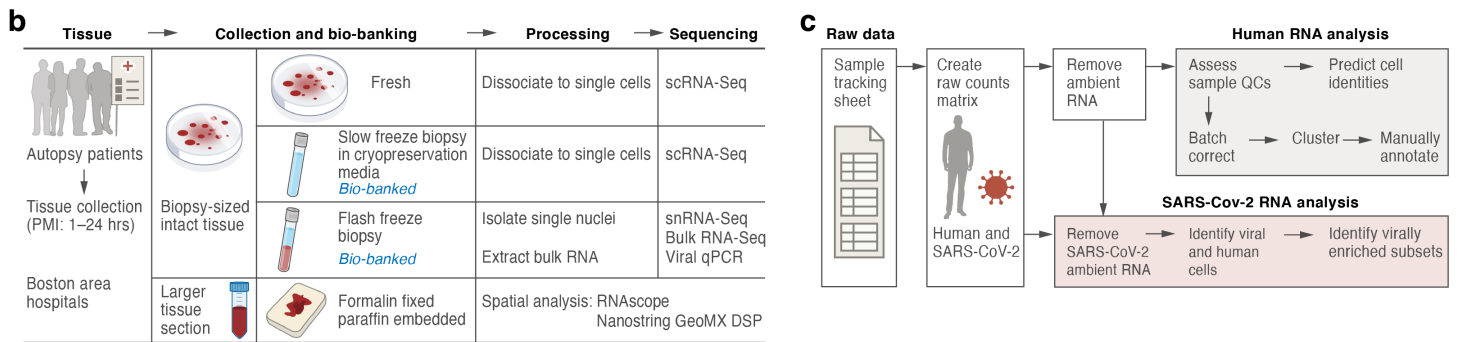 b
Tissue
Collection and bio-banking
Processing
Sequencing
Autopsy patients
Tissue collection
(PMI: 1–24 hrs)
Boston area
hospitals
Biopsy-sized
intact tissue
Fresh
Dissociate to single cells
scRNA-Seq
Slow freeze biopsy
in cryopreservation
media
Bio-banked
Dissociate to single cells
scRNA-Seq
Flash freeze
biopsy
Bio-banked
Isolate single nuclei
Extract bulk RNA
snRNA-Seq
Bulk RNA-Seq
Viral qPCR
Larger
tissue
section
Formalin fixed
paraffin embedded
Spatial analysis: RNAscope
Nanostring GeoMX DSP
c
Raw data
Sample
tracking
sheet
Create
raw counts
matrix
Human and
SARS-CoV-2
Remove
ambient
RNA
Human RNA analysis
Assess
sample QCs
Predict cell
identities
Batch
correct
Cluster
Manually
annotate
SARS-Cov-2 RNA analysis
Remove
SARS-CoV-2
ambient RNA
Identify viral
and human
cells
Identify virally
enriched subsets